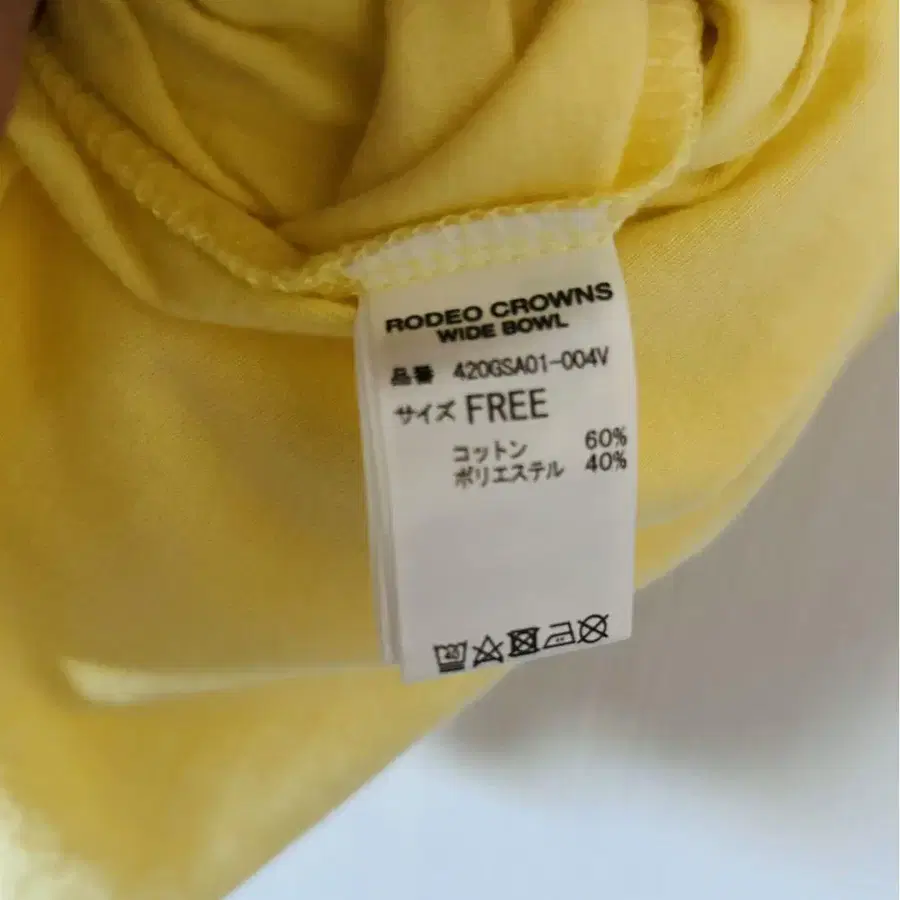 RODEO CROWNS
WIDE BOWL
品番 420GSA01-004V
サイズ FREE
コットン 60%
ポリエステル 40%